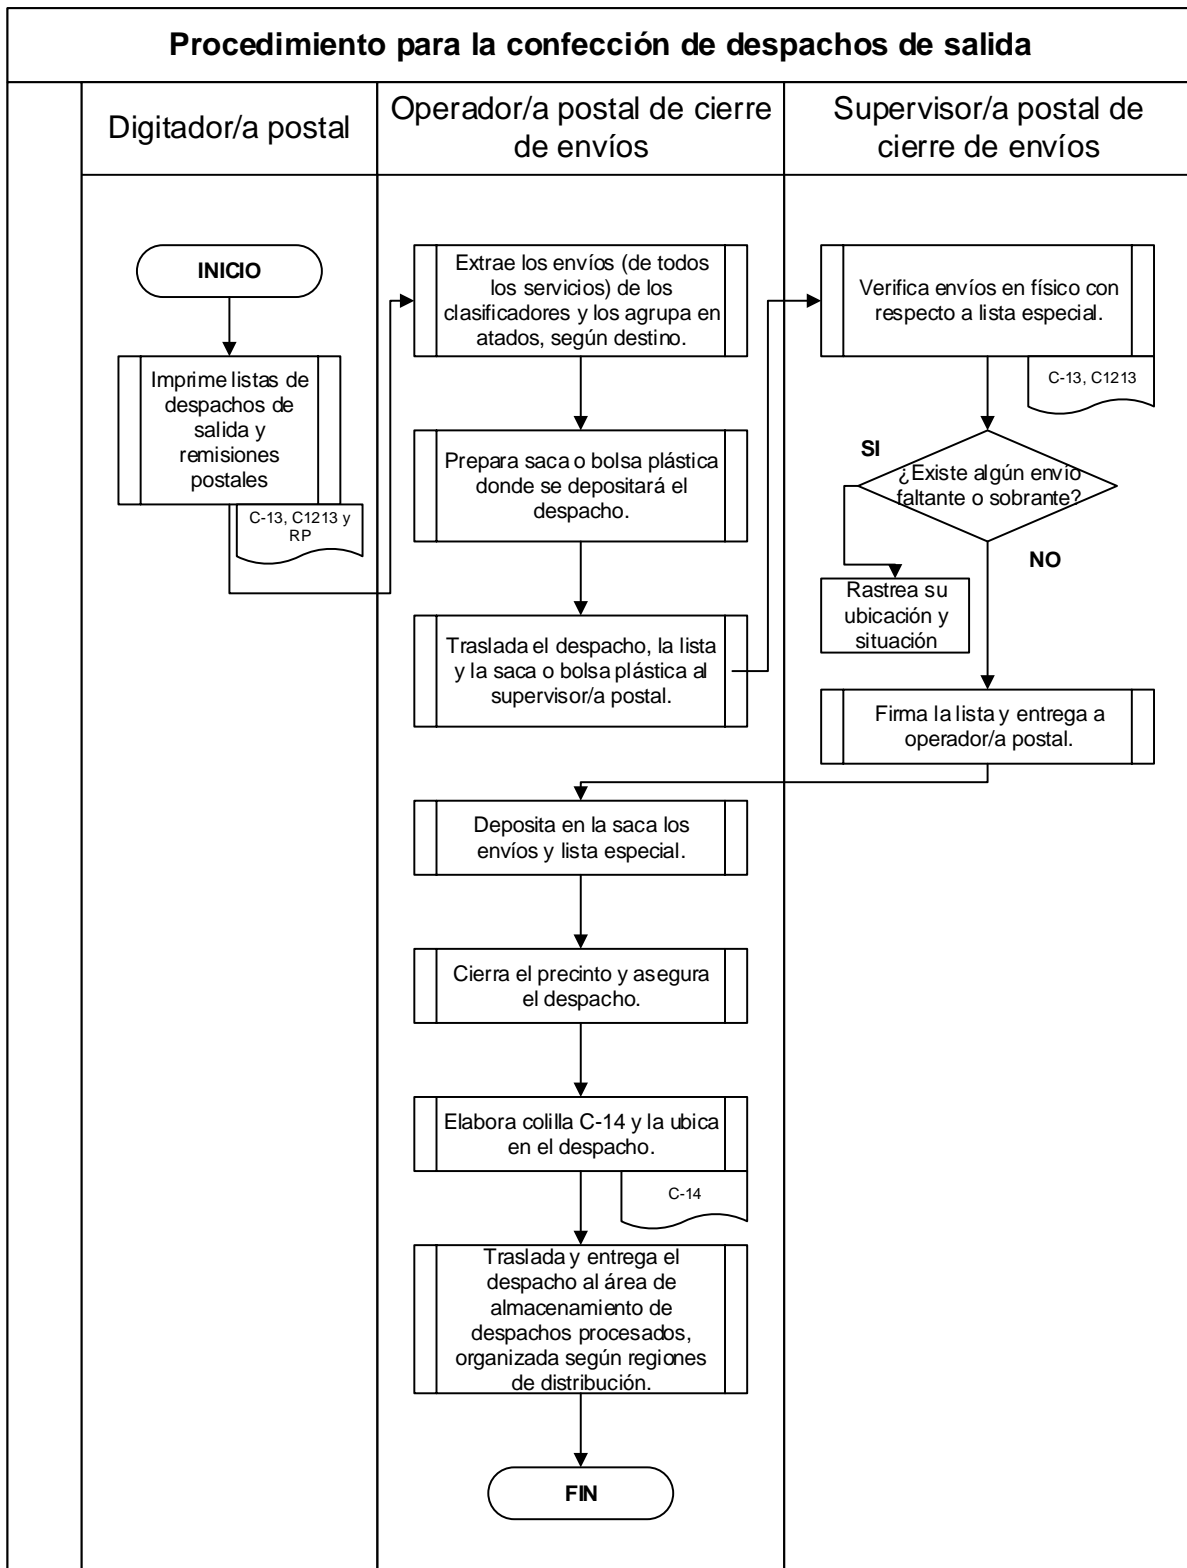 Procedimiento para la confección de despachos de salida
Digitador/a postal
Operador/a postal de cierre
de envíos
Supervisor/a postal de
cierre de envíos
INICIO
Imprime listas de
despachos de
salida y
remisiones
postales
C-13, C1213 y
RP
Extrae los envíos (de todos
los servicios) de los
clasificadores y los agrupa en
atados, según destino.
Prepara saca o bolsa plástica
donde se depositará el
despacho.
Traslada el despacho, la lista
y la saca o bolsa plástica al
supervisor/a postal.
Verifica envíos en físico con
respecto a lista especial.
C-13, C1213
SI
¿Existe algún envío
faltante o sobrante?
NO
Rastrea su
ubicación y
situación
Firma la lista y entrega a
operador/a postal.
Deposita en la saca los
envíos y lista especial.
Cierra el precinto y asegura
el despacho.
Elabora colilla C-14 y la ubica
en el despacho.
C-14
Traslada y entrega el
despacho al área de
almacenamiento de
despachos procesados,
organizada según regiones
de distribución.
FIN